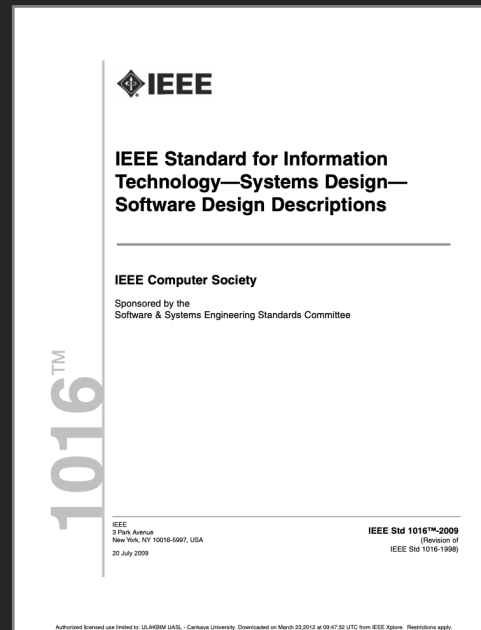 IEEE
IEEE Standard for Information
Technology—Systems Design—
Software Design Descriptions
IEEE Computer Society
Sponsored by the
Software & Systems Engineering Standards Committee
1016™
IEEE
3 Park Avenue
New York, NY 10016-5997, USA
20 July 2009
IEEE Std 1016™-2009
(Revision of
IEEE Std 1016-1998)
Authorized licensed use limited to: ULAKBIM UASL - Cankaya University. Downloaded on March 23,2012 at 09:47:32 UTC from IEEE Xplore. Restrictions apply.